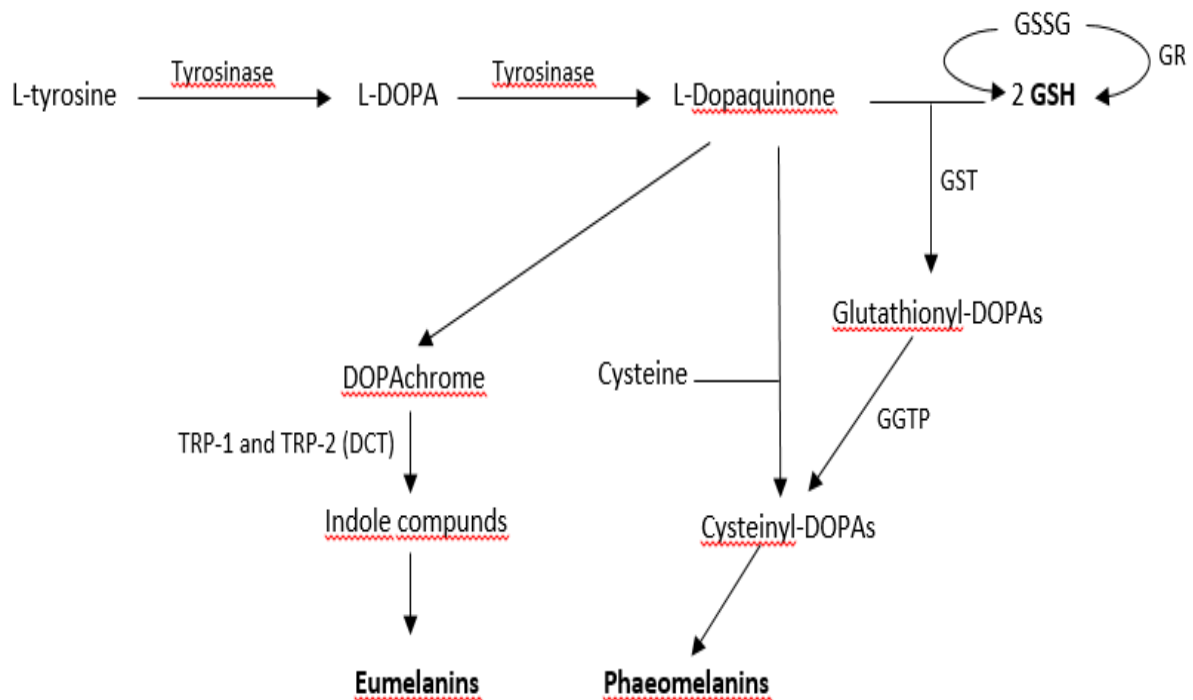 GSSG
GR
L-tyrosine
Tyrosinase
L-DOPA
Tyrosinase
L-Dopaquinone
2 GSH
GST
Glutathionyl-DOPAs
DOPAchrome
Cysteine
GGTP
TRP-1 and TRP-2 (DCT)
Indole compunds
Cysteinyl-DOPAs
Eumelanins
Phaeomelanins